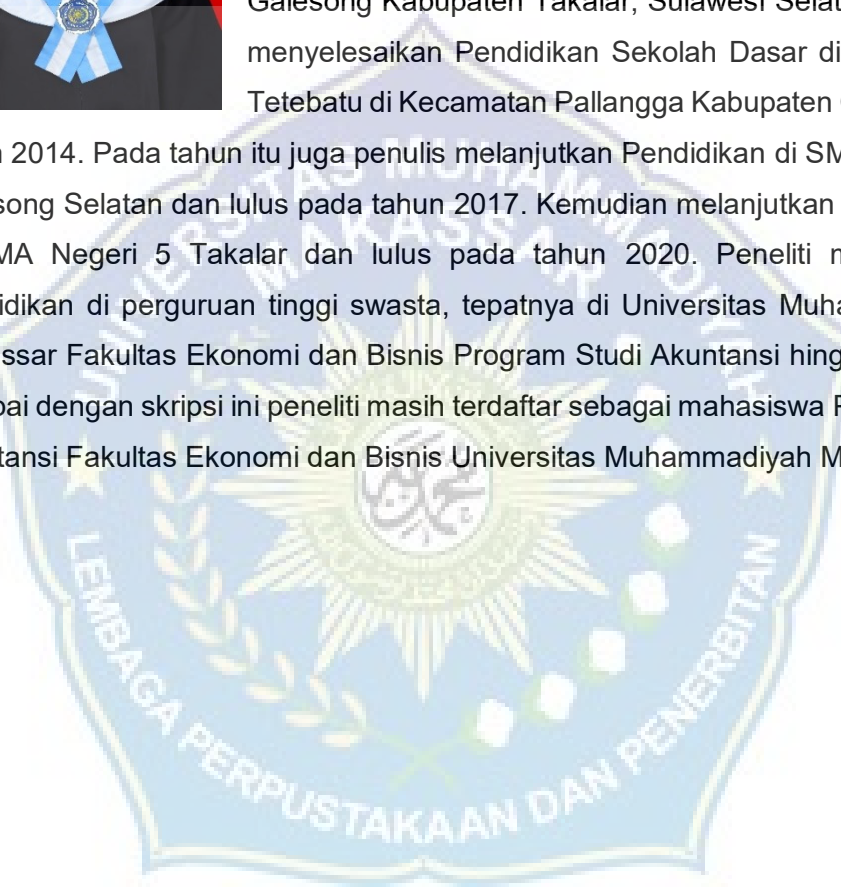 Galesong Kabupaten Takalar, Sulawesi Selat
menyelesaikan Pendidikan Sekolah Dasar di
Tetebatu di Kecamatan Pallangga Kabupaten
2014. Pada tahun itu juga penulis melanjutkan Pendidikan di SM
song Selatan dan lulus pada tahun 2017. Kemudian melanjutkan
MA Negeri 5 Takalar dan lulus pada tahun 2020. Peneliti m
idikan di perguruan tinggi swasta, tepatnya di Universitas Muha
ssar Fakultas Ekonomi dan Bisnis Program Studi Akuntansi hing
pai dengan skripsi ini peneliti masih terdaftar sebagai mahasiswa P
tansi Fakultas Ekonomi dan Bisnis Universitas Muhammadiyah M
UNIVERSITAS MUHAMMADIYAH
MAKASSAR
LEMBAGA PERPUSTAKAAN DAN PENERBITAN